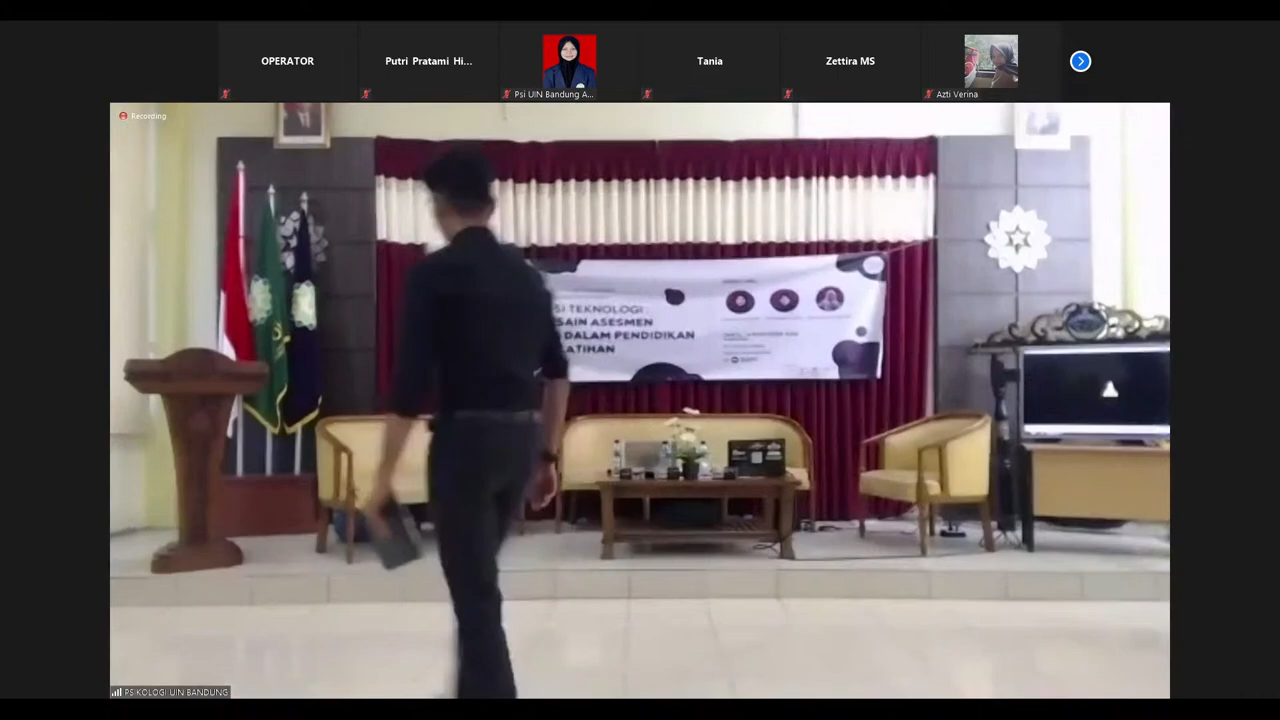 OPERATOR
Putri Pratami Hi...
Psi UIN Bandung A...
Tania
Zettira MS
Azti Verina
Recording
SI TEKNOLOGI :
SAIN ASESMEN
DALAM PENDIDIKAN
ATIHAN
PSIKOLOGI UIN BANDUNG